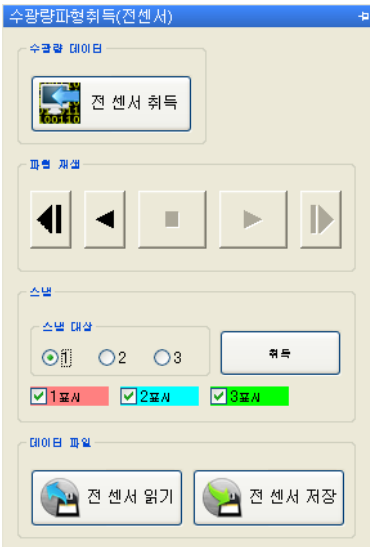 수광량파형취득(전센서)
수광량 데이터
전 센서 취득
파형 재생
스냅
스냅 대상
1 2 3
취득
1표시 2표시 3표시
데이터 파일
전 센서 읽기 전 센서 저장